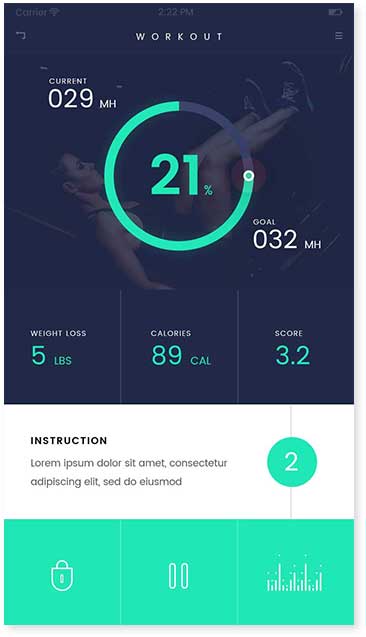 Carrier 2:22 PM
WORKOUT
CURRENT
029 MH
21%
GOAL
032 MH
WEIGHT LOSS CALORIES SCORE
5 LBS 89 CAL 3.2
INSTRUCTION
Lorem ipsum dolor sit amet, consectetur
adipiscing elit, sed do eiusmod
2